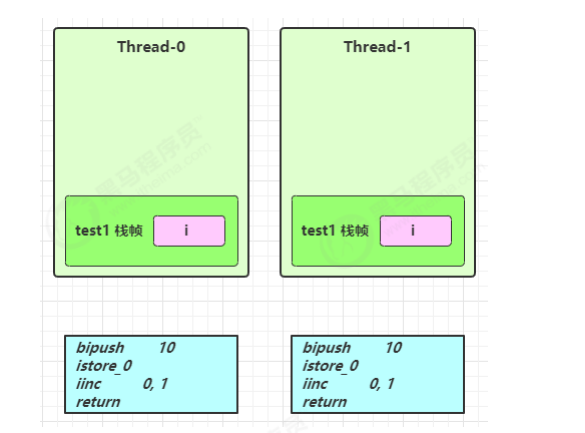 Thread-0
Thread-1
test1 栈帧 i
test1 栈帧 i
bipush 10
istore_0
iinc 0, 1
return
bipush 10
istore_0
iinc 0, 1
return